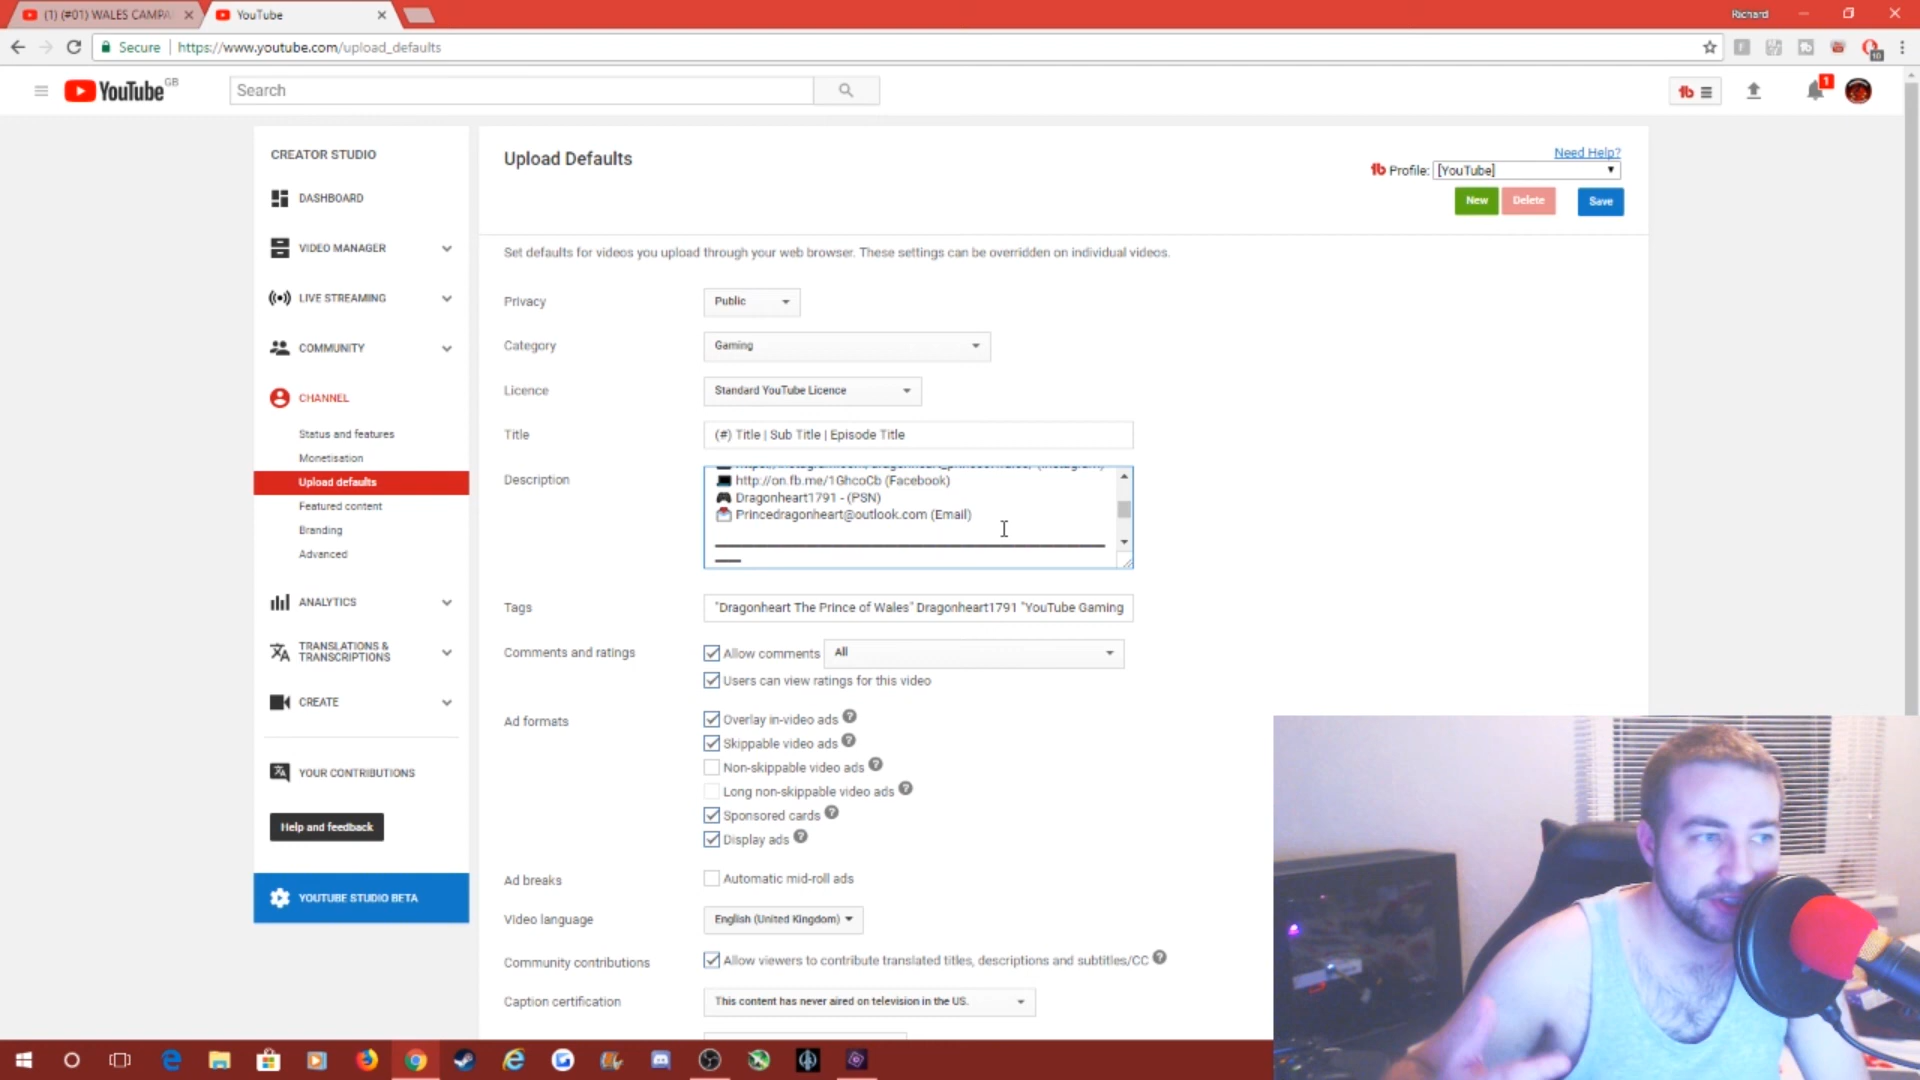 (1) (#01) WALES CAMPA
YouTube
Richard
Secure
https://www.youtube.com/upload_defaults
YouTube GB
Search
1
CREATOR STUDIO
DASHBOARD
VIDEO MANAGER
LIVE STREAMING
COMMUNITY
CHANNEL
Status and features
Monetisation
Upload defaults
Featured content
Branding
Advanced
ANALYTICS
TRANSLATIONS &
TRANSCRIPTIONS
CREATE
YOUR CONTRIBUTIONS
Help and feedback
YOUTUBE STUDIO BETA
Upload Defaults
Need Help?
Profile: [YouTube]
New
Delete
Save
Set defaults for videos you upload through your web browser. These settings can be overridden on individual videos.
Privacy
Public
Category
Gaming
Licence
Standard YouTube Licence
Title
(#) Title | Sub Title | Episode Title
Description
http://on.fb.me/1GhcoCb (Facebook)
Dragonheart1791 - (PSN)
Princedragonheart@outlook.com (Email)
Tags
"Dragonheart The Prince of Wales" Dragonheart1791 "YouTube Gaming
Comments and ratings
Allow comments
All
Users can view ratings for this video
Ad formats
Overlay in-video ads
Skippable video ads
Non-skippable video ads
Long non-skippable video ads
Sponsored cards
Display ads
Ad breaks
Automatic mid-roll ads
Video language
English (United Kingdom)
Community contributions
Allow viewers to contribute translated titles, descriptions and subtitles/CC
Caption certification
This content has never aired on television in the US.